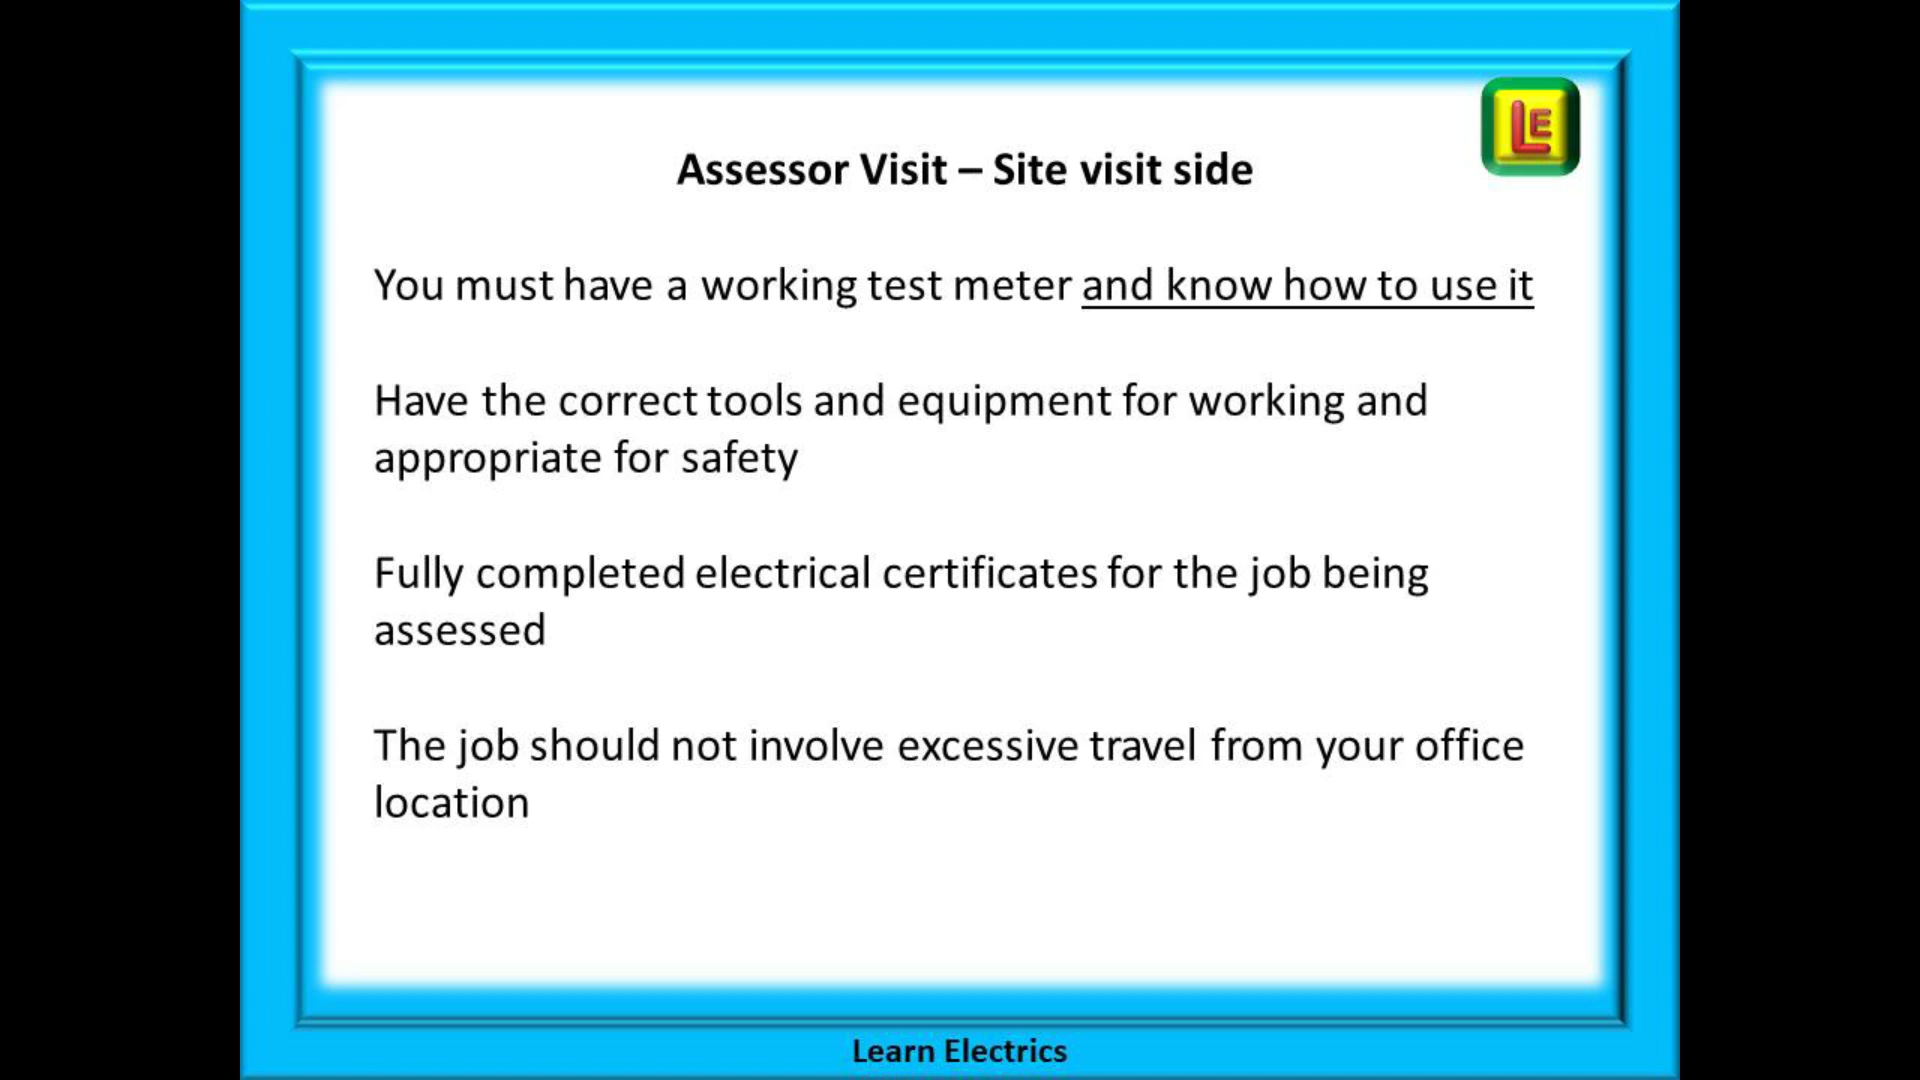 LE
Assessor Visit – Site visit side
You must have a working test meter and know how to use it
Have the correct tools and equipment for working and
appropriate for safety
Fully completed electrical certificates for the job being
assessed
The job should not involve excessive travel from your office
location
Learn Electrics